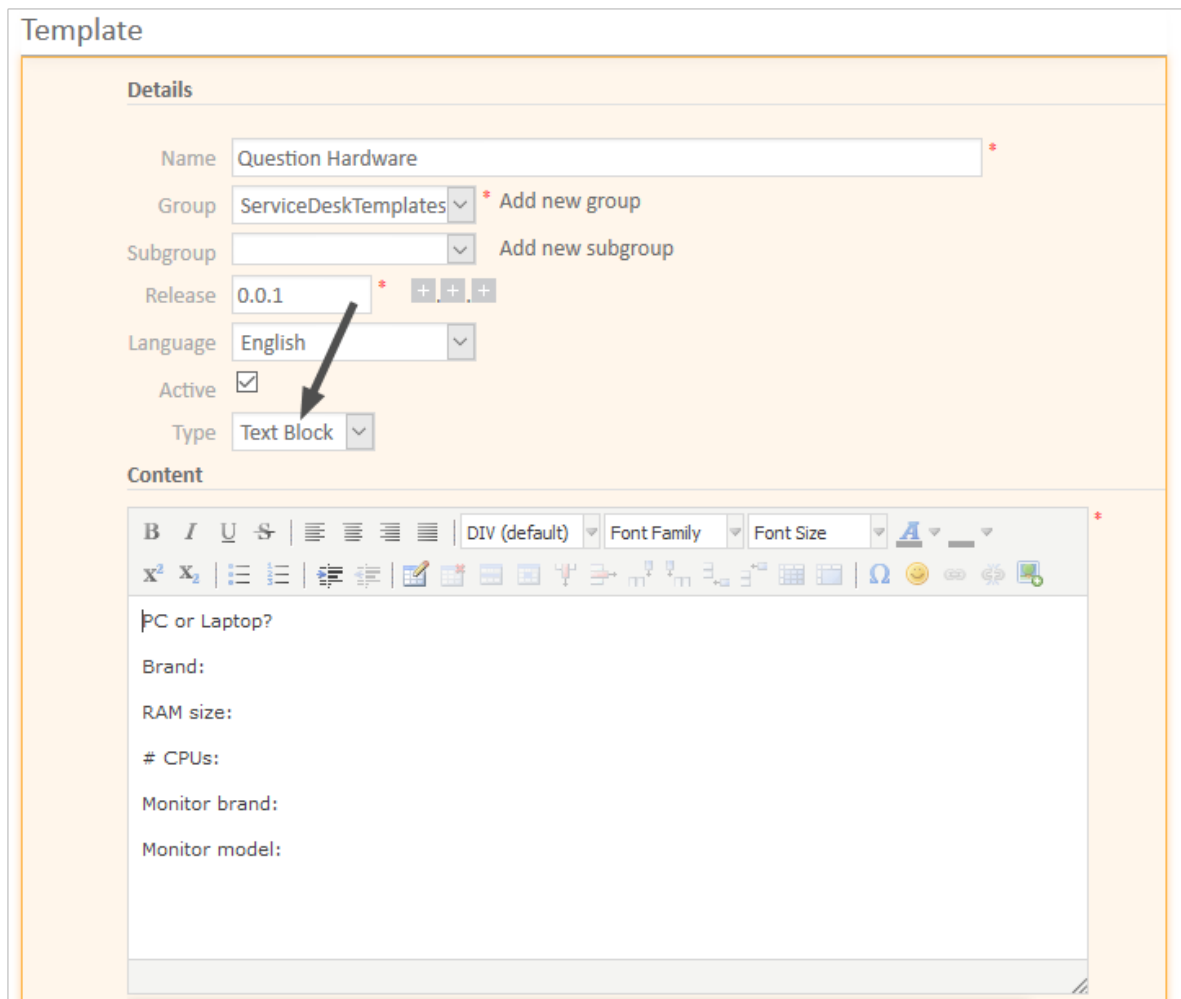 Template
Details
Name Question Hardware *
Group ServiceDeskTemplates * Add new group
Subgroup Add new subgroup
Release 0.0.1 * + . + . +
Language English
Active
Type Text Block
Content
B I U S DIV (default) Font Family Font Size A *
X² X₂ Ω
PC or Laptop?
Brand:
RAM size:
# CPUs:
Monitor brand:
Monitor model: